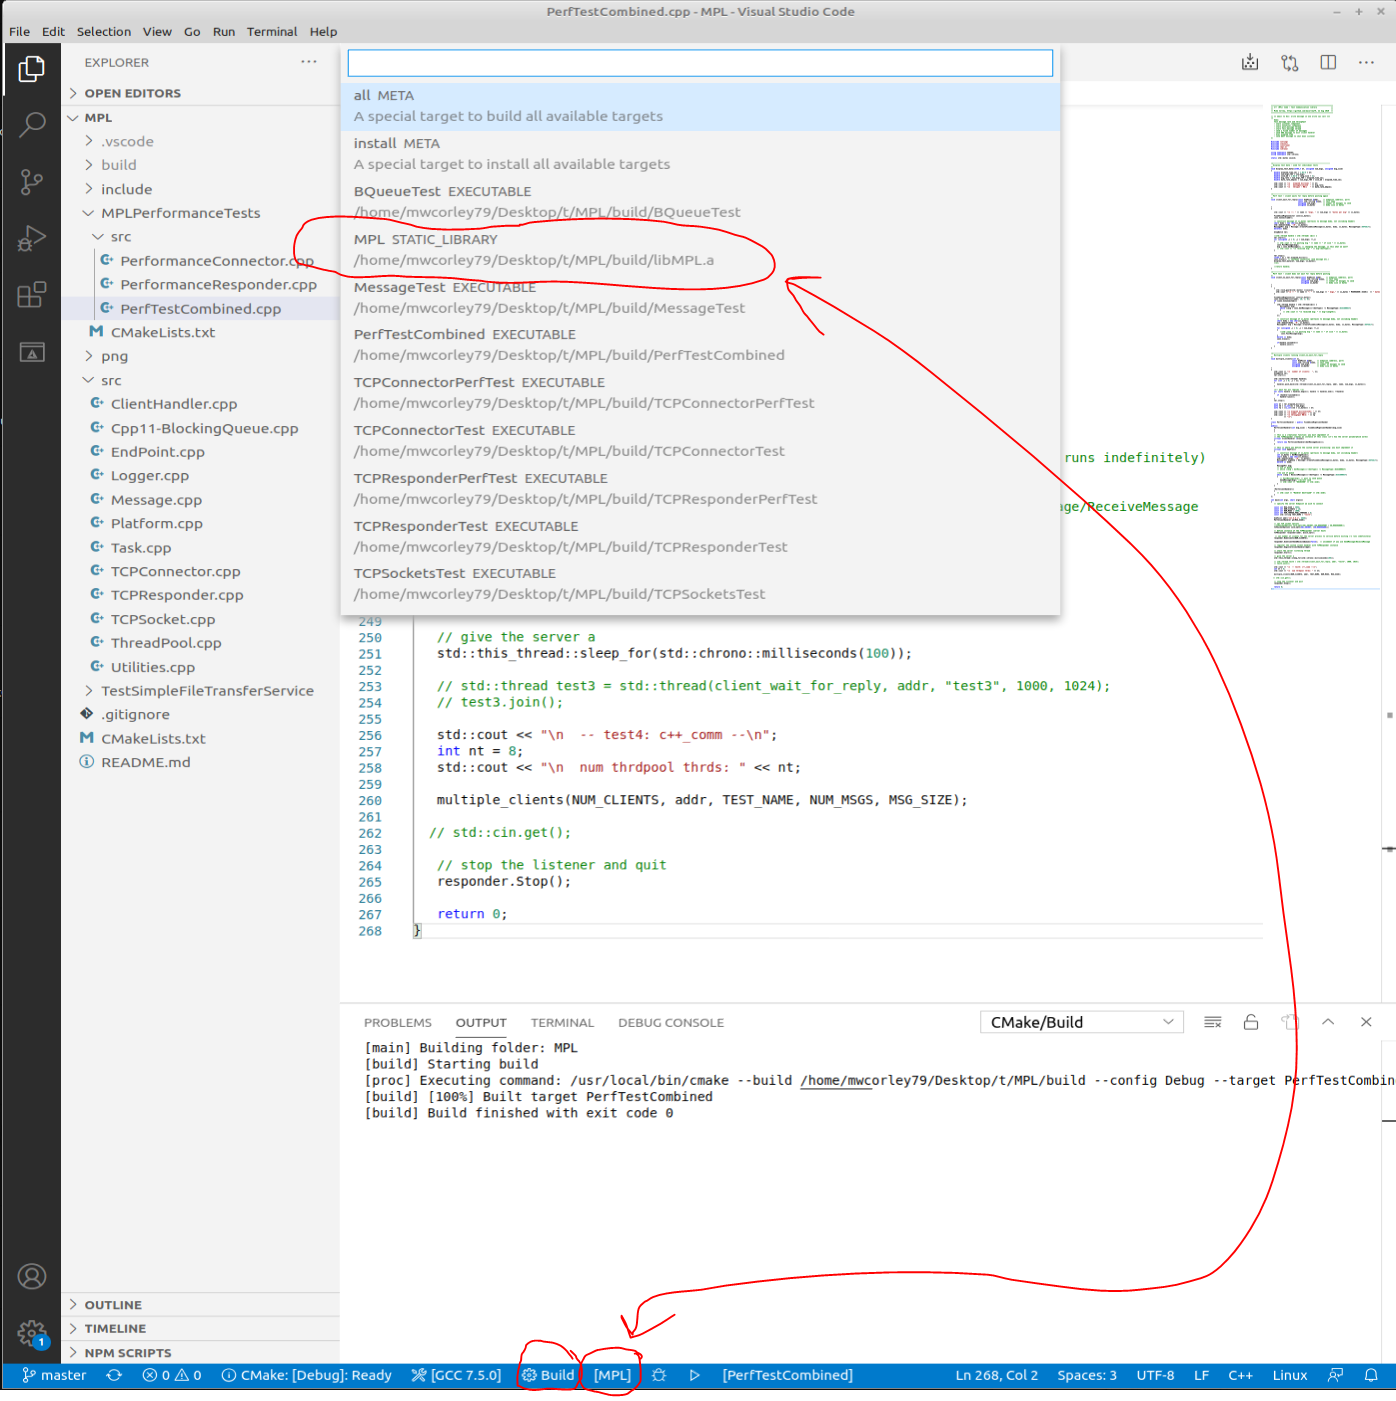 PerfTestCombined.cpp - MPL - Visual Studio Code
File Edit Selection View Go Run Terminal Help
EXPLORER
OPEN EDITORS
MPL
.vscode
build
include
MPLPerformanceTests
src
PerformanceConnector.cpp
PerformanceResponder.cpp
PerfTestCombined.cpp
CMakeLists.txt
png
src
ClientHandler.cpp
Cpp11-BlockingQueue.cpp
EndPoint.cpp
Logger.cpp
Message.cpp
Platform.cpp
Task.cpp
TCPConnector.cpp
TCPResponder.cpp
TCPSocket.cpp
ThreadPool.cpp
Utilities.cpp
TestSimpleFileTransferService
.gitignore
CMakeLists.txt
README.md
OUTLINE
TIMELINE
NPM SCRIPTS
all META
A special target to build all available targets
install META
A special target to install all available targets
BQueueTest EXECUTABLE
/home/mwcorley79/Desktop/t/MPL/build/BQueueTest
MPL STATIC_LIBRARY
/home/mwcorley79/Desktop/t/MPL/build/libMPL.a
MessageTest EXECUTABLE
/home/mwcorley79/Desktop/t/MPL/build/MessageTest
PerfTestCombined EXECUTABLE
/home/mwcorley79/Desktop/t/MPL/build/PerfTestCombined
TCPConnectorPerfTest EXECUTABLE
/home/mwcorley79/Desktop/t/MPL/build/TCPConnectorPerfTest
TCPConnectorTest EXECUTABLE
/home/mwcorley79/Desktop/t/MPL/build/TCPConnectorTest
TCPResponderPerfTest EXECUTABLE
/home/mwcorley79/Desktop/t/MPL/build/TCPResponderPerfTest
TCPResponderTest EXECUTABLE
/home/mwcorley79/Desktop/t/MPL/build/TCPResponderTest
TCPSocketsTest EXECUTABLE
/home/mwcorley79/Desktop/t/MPL/build/TCPSocketsTest
runs indefinitely)
age/ReceiveMessage
249
250 // give the server a
251 std::this_thread::sleep_for(std::chrono::milliseconds(100));
252
253 // std::thread test3 = std::thread(client_wait_for_reply, addr, "test3", 1000, 1024);
254 // test3.join();
255
256 std::cout << "\n  -- test4: c++_comm --\n";
257 int nt = 8;
258 std::cout << "\n  num thrdpool thrds: " << nt;
259
260 multiple_clients(NUM_CLIENTS, addr, TEST_NAME, NUM_MSGS, MSG_SIZE);
261
262 // std::cin.get();
263
264 // stop the listener and quit
265 responder.Stop();
266
267 return 0;
268 }
PROBLEMS OUTPUT TERMINAL DEBUG CONSOLE CMake/Build
[main] Building folder: MPL
[build] Starting build
[proc] Executing command: /usr/local/bin/cmake --build /home/mwcorley79/Desktop/t/MPL/build --config Debug --target PerfTestCombin
[build] [100%] Built target PerfTestCombined
[build] Build finished with exit code 0
1
master 0 0 CMake: [Debug]: Ready [GCC 7.5.0] Build [MPL] [PerfTestCombined] Ln 268, Col 2 Spaces: 3 UTF-8 LF C++ Linux